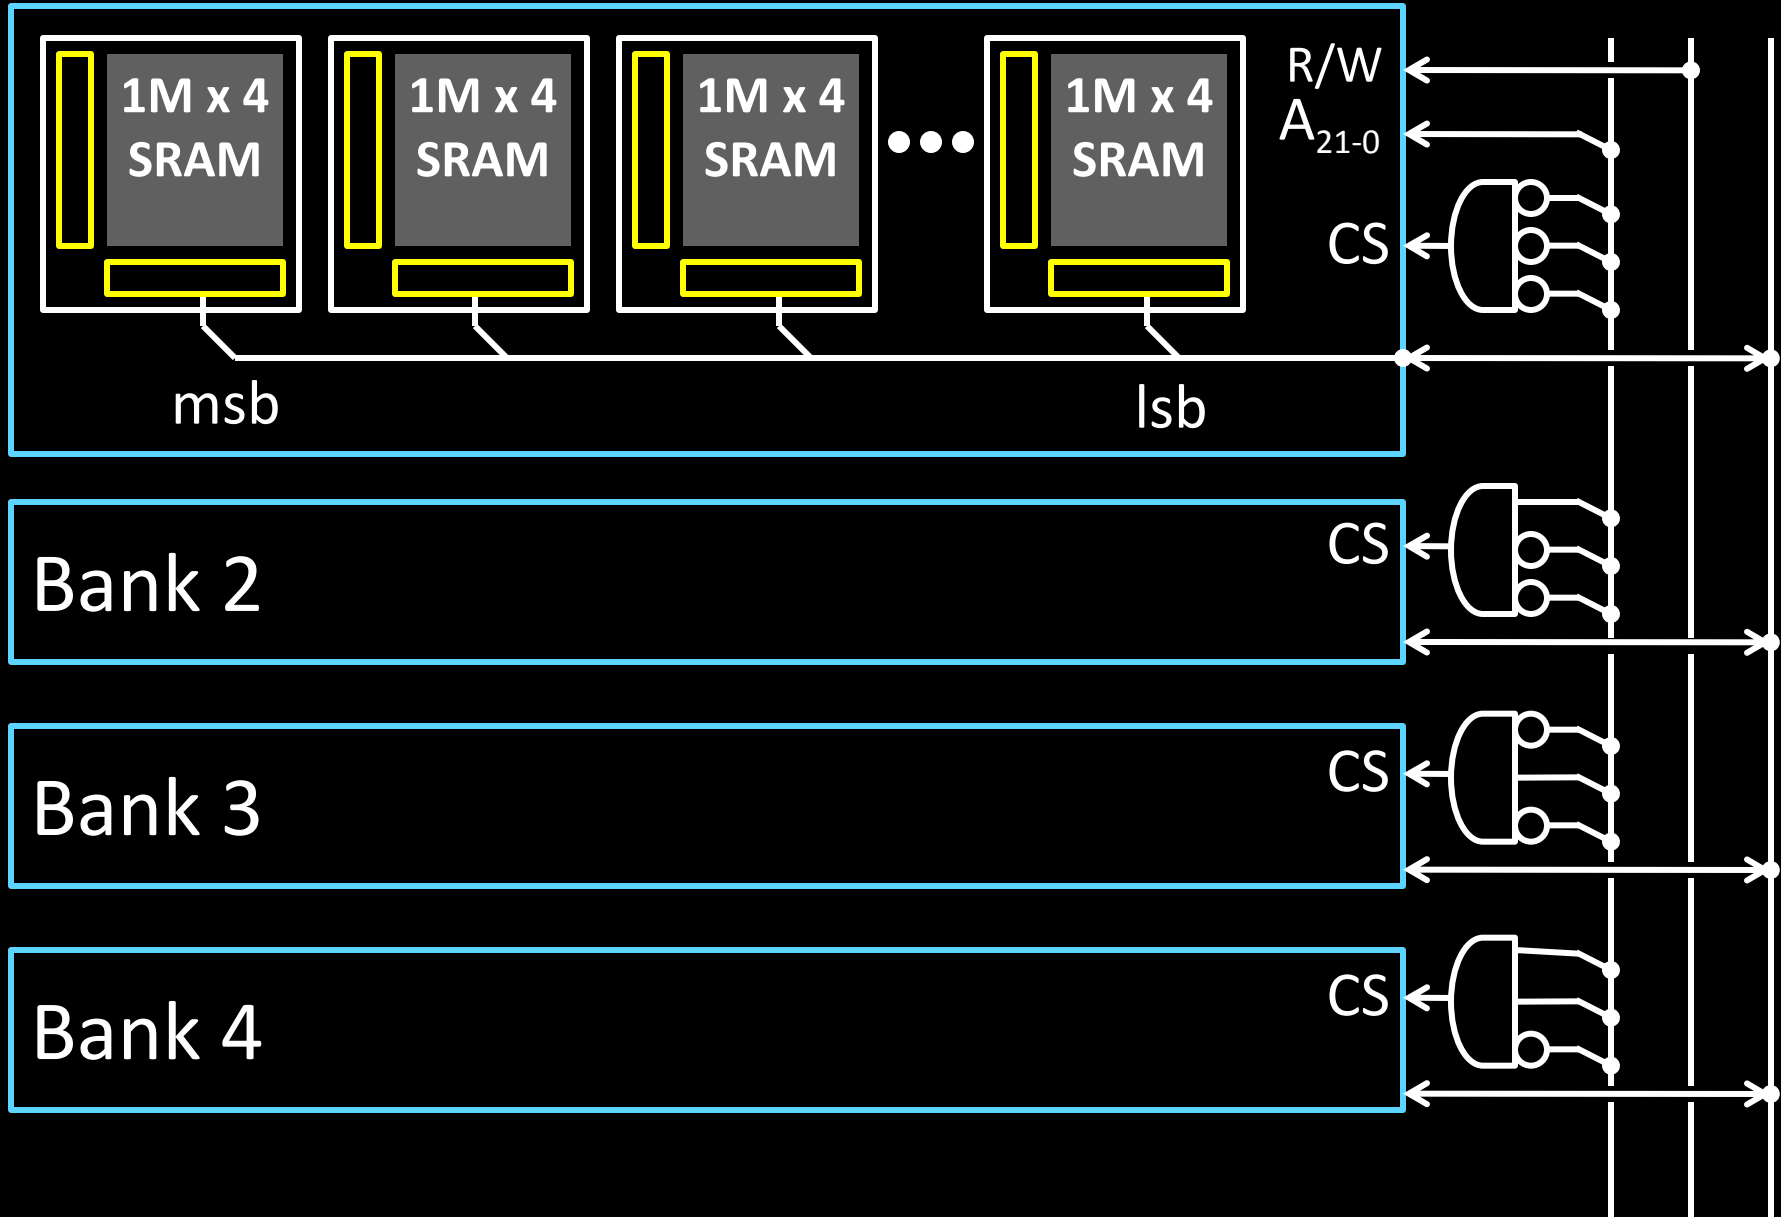 1M x 4
SRAM
1M x 4
SRAM
1M x 4
SRAM
1M x 4
SRAM
R/W
A21-0
CS
msb
lsb
Bank 2
CS
Bank 3
CS
Bank 4
CS